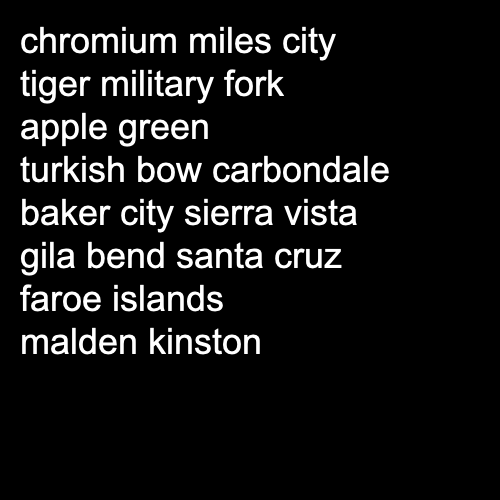 chromium miles city
tiger military fork
apple green
turkish bow carbondale
baker city sierra vista
gila bend santa cruz
faroe islands
malden kinston